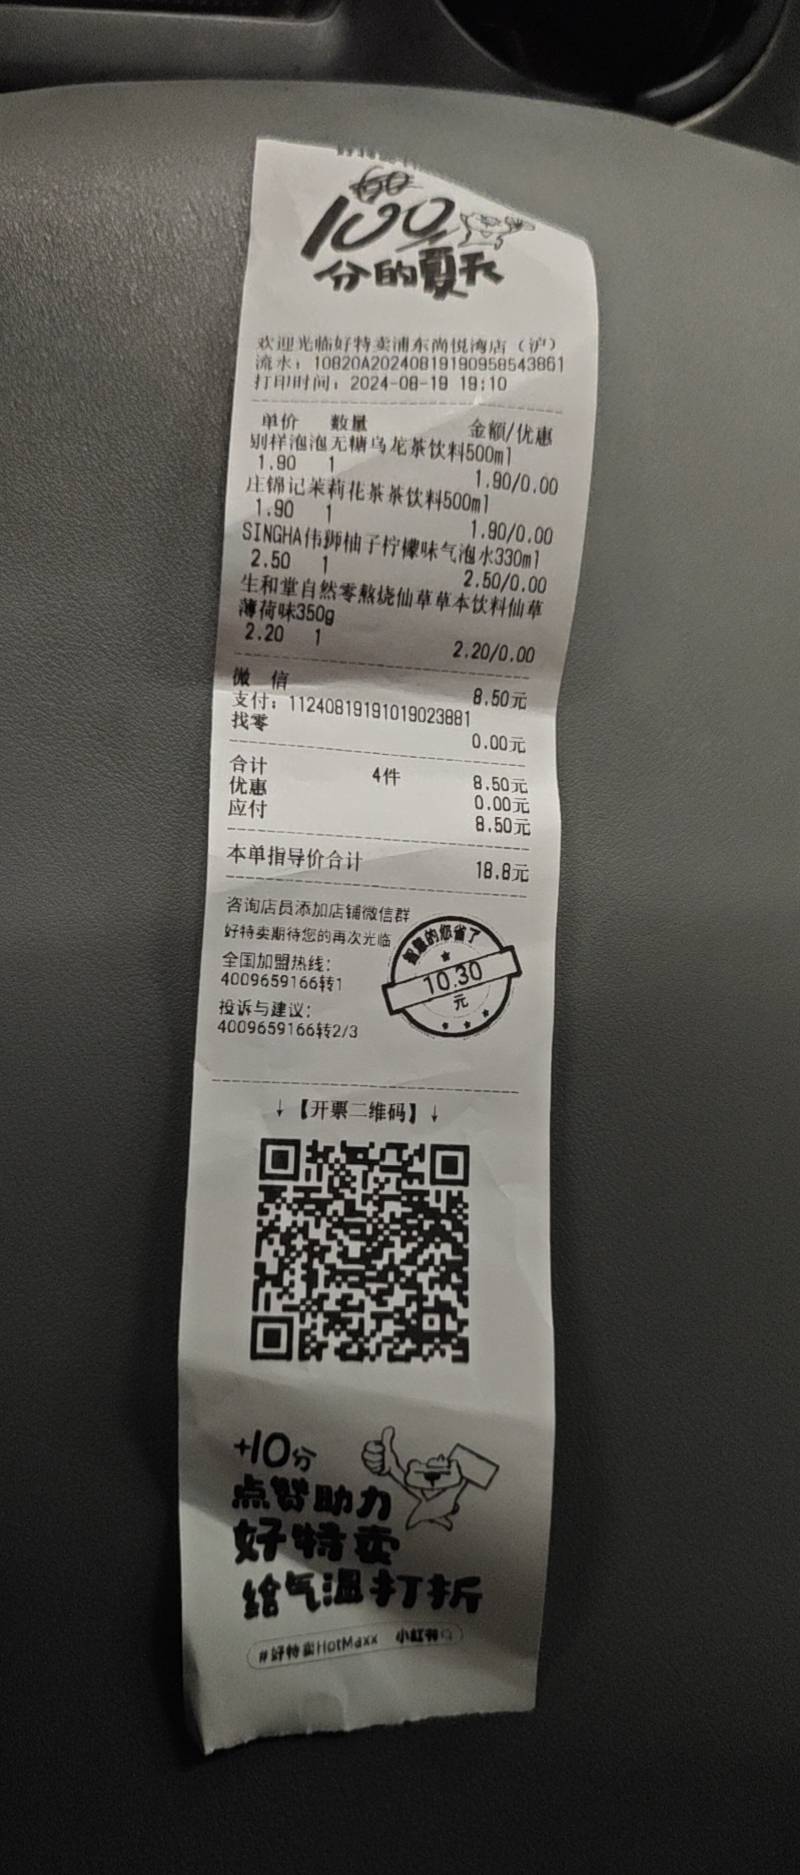 100
分的夏天
欢迎光临好特卖浦东尚悦湾店（沪）
流水：10820A20240819190958543861
打印时间：2024-08-19 19:10
单价 数量 金额/优惠
别样泡泡无糖乌龙茶饮料500ml
1.90 1 1.90/0.00
庄锦记茉莉花茶茶饮料500ml
1.90 1 1.90/0.00
SINGHA伟狮柚子柠檬味气泡水330ml
2.50 1 2.50/0.00
生和堂自然零熬烧仙草草本饮料仙草
薄荷味350g
2.20 1 2.20/0.00
微 信 8.50元
支付：11240819191019023881
找零 0.00元
合计 4件 8.50元
优惠 0.00元
应付 8.50元
本单指导价合计 18.8元
咨询店员添加店铺微信群
好特卖期待您的再次光临
全国加盟热线：
4009659166转1
投诉与建议：
4009659166转2/3
的您省了
10.30
元
↓【开票二维码】↓
+10分
点赞助力
好特卖
给气温打折
#好特卖HotMaxx 小红书